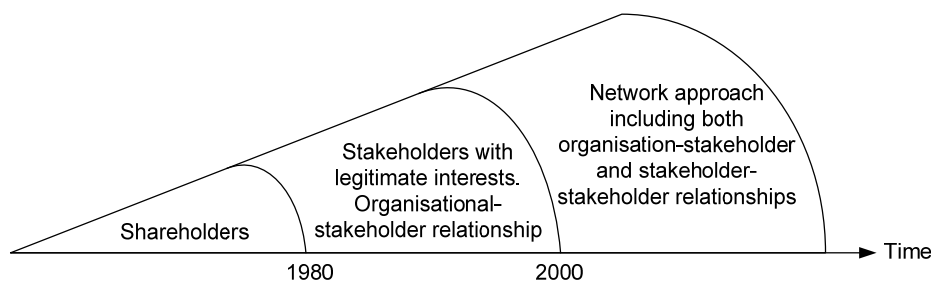 Shareholders
Stakeholders with
legitimate interests.
Organisational-
stakeholder relationship
Network approach
including both
organisation-stakeholder
and stakeholder-
stakeholder relationships
1980
2000
Time